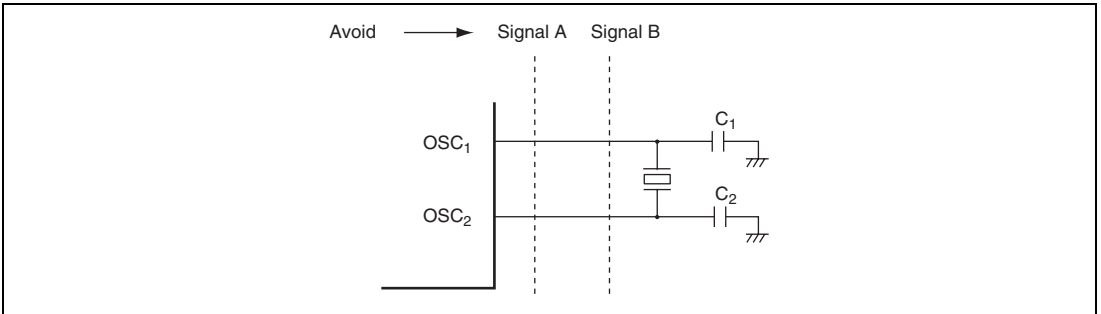 Avoid Signal A Signal B
OSC₁
C₁
OSC₂
C₂